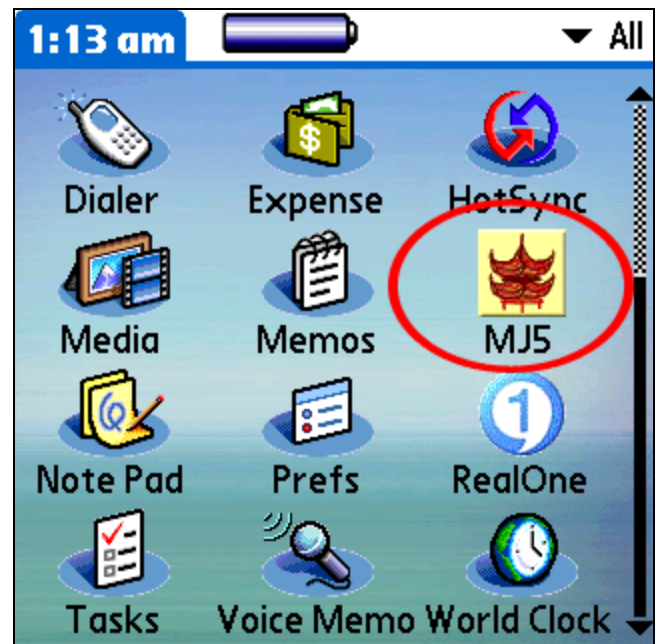 1:13 am All
Dialer Expense HotSync
Media Memos MJ5
Note Pad Prefs RealOne
Tasks Voice Memo World Clock